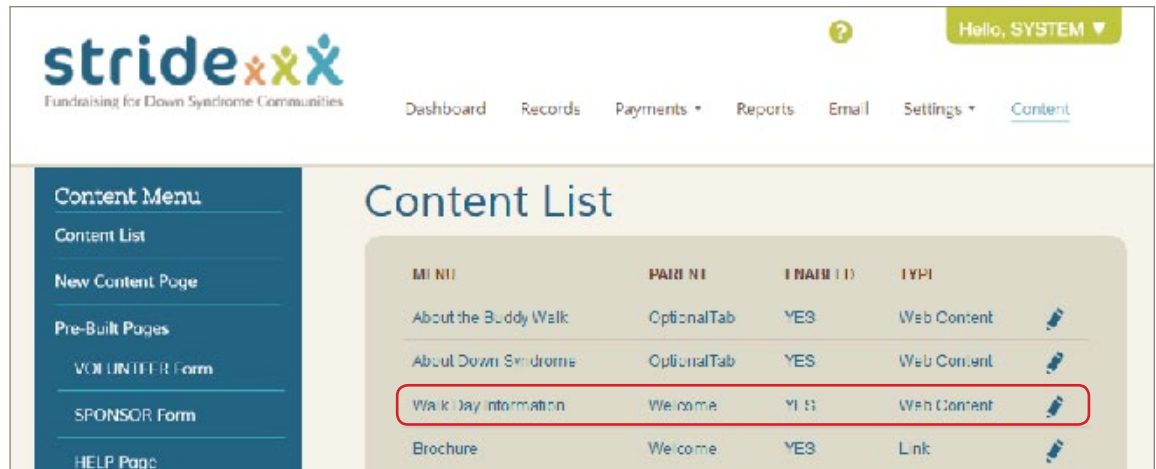 Hello, SYSTEM ▼
stride
Fundraising for Down Syndrome Communities
Dashboard Records Payments Reports Email Settings Content
Content Menu
Content List
New Content Page
Pre-Built Pages
VOLUNTEER Form
SPONSOR Form
HELP Page
Content List
MENU PARENT ENABLED TYPE
About the Buddy Walk OptionalTab YES Web Content
About Down Syndrome OptionalTab YES Web Content
Walk Day Information Welcome YES Web Content
Brochure Welcome YES Link